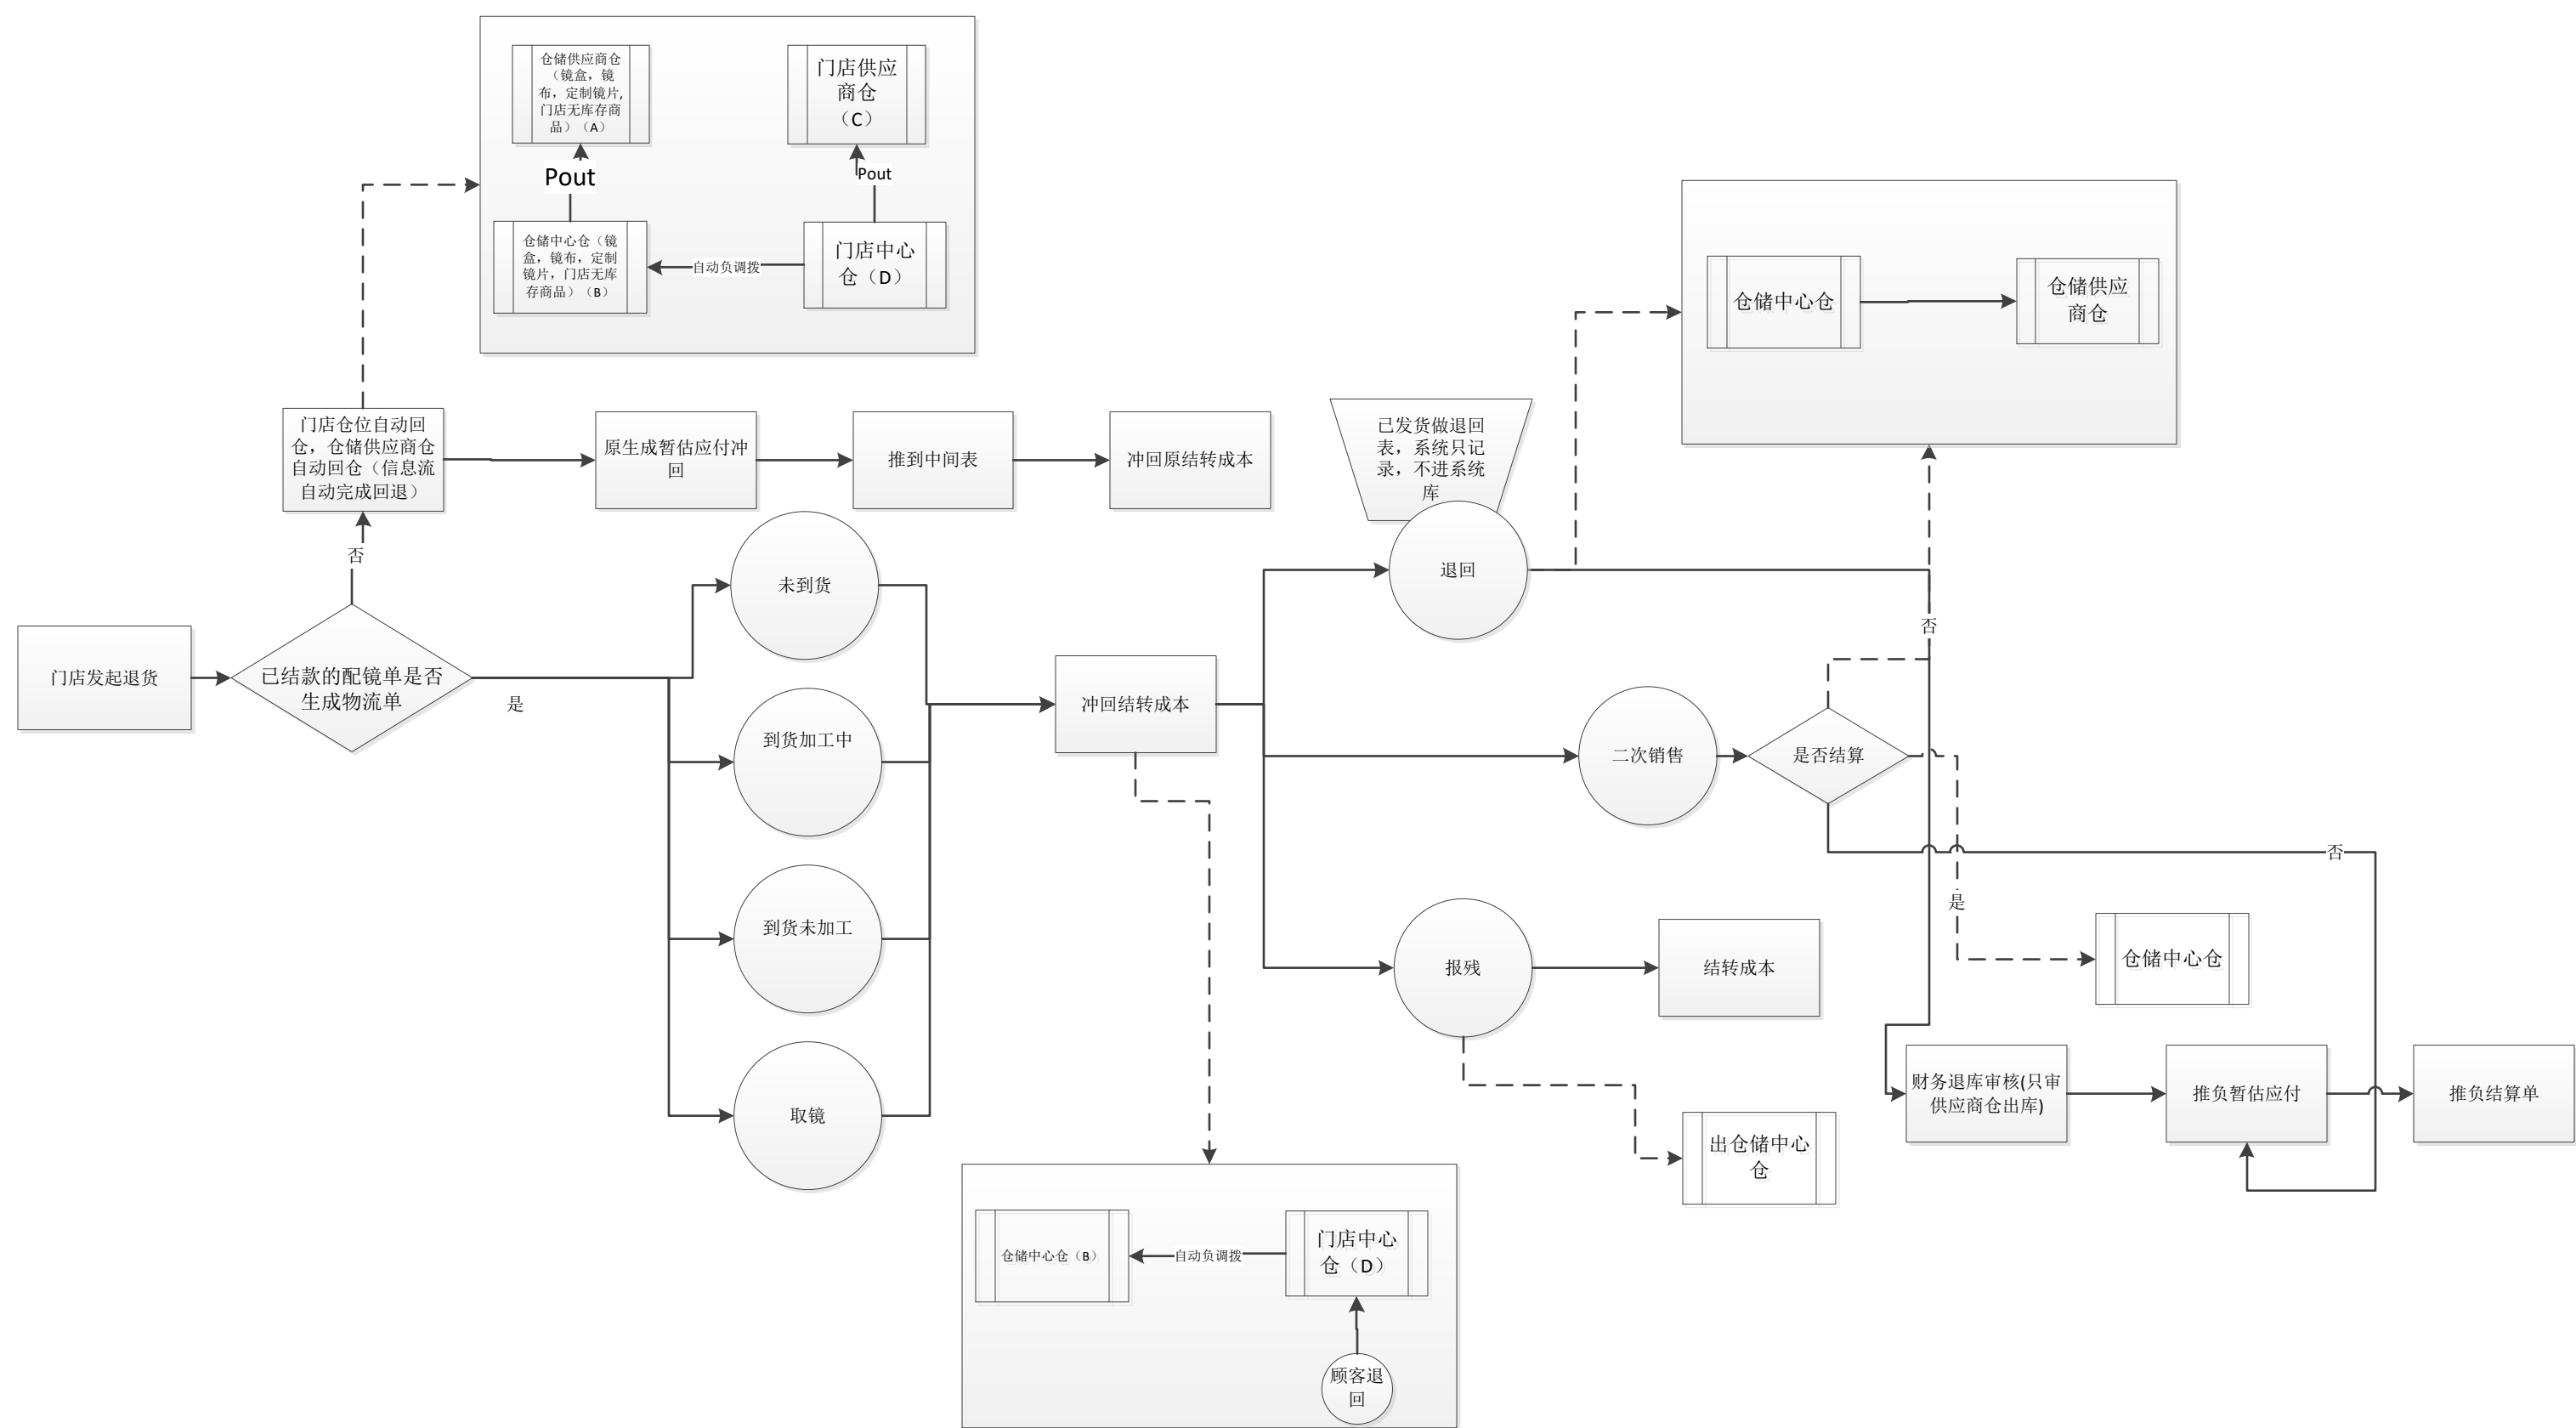 仓储供应商仓
（镜盒，镜
布，定制镜片，
门店无库存商
品）（A）
门店供应
商仓
（C）
Pout
Pout
仓储中心仓（镜
盒，镜布，定制
镜片，门店无库
存商品）（B）
自动负调拨
门店中心
仓（D）
仓储中心仓
仓储供应
商仓
门店仓位自动回
仓，仓储供应商仓
自动回仓（信息流
自动完成回退）
原生成暂估应付冲
回
推到中间表
冲回原结转成本
已发货做退回
表，系统只记
录，不进系统
库
否
未到货
退回
否
门店发起退货
已结款的配镜单是否
生成物流单
是
到货加工中
冲回结转成本
二次销售
是否结算
否
是
到货未加工
报残
结转成本
仓储中心仓
取镜
财务退库审核(只审
供应商仓出库)
推负暂估应付
推负结算单
出仓储中心
仓
仓储中心仓（B）
自动负调拨
门店中心
仓（D）
顾客退
回